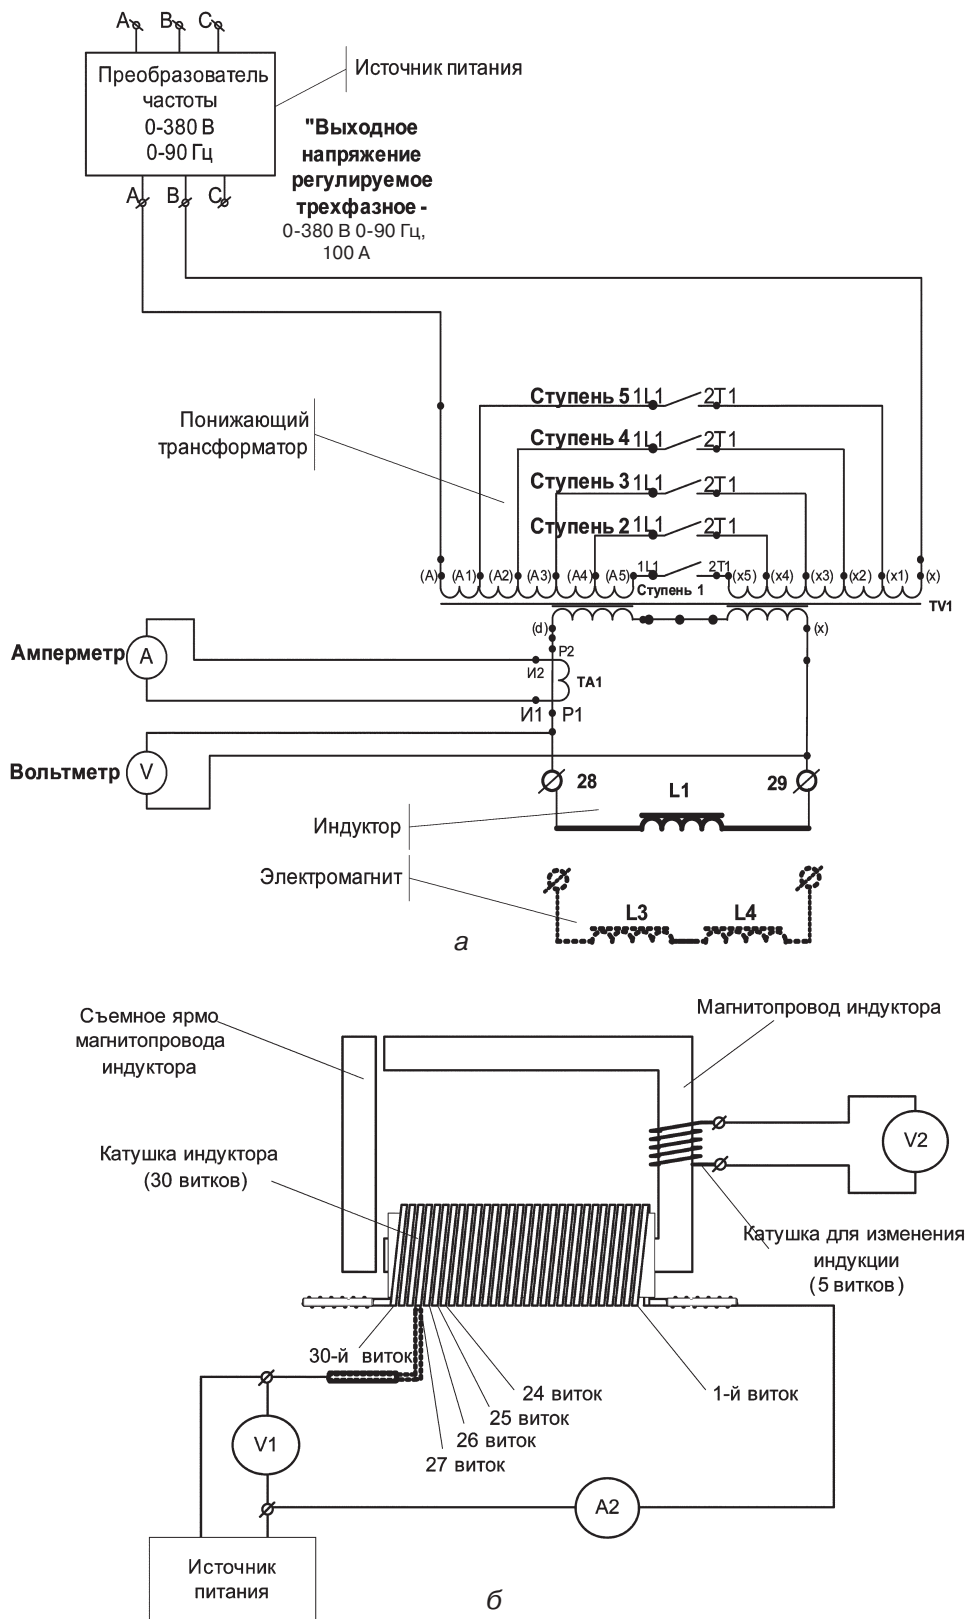 A B C
Преобразователь
частоты
0-380 В
0-90 Гц
Источник питания
"Выходное
напряжение
регулируемое
трехфазное -
0-380 В 0-90 Гц,
100 А
A B C
Понижающий
трансформатор
Ступень 5 1L1 2T1
Ступень 4 1L1 2T1
Ступень 3 1L1 2T1
Ступень 2 1L1 2T1
(A) (A1) (A2) (A3) (A4) (A5) 1L1 2T1 (x5) (x4) (x3) (x2) (x1) (x)
Ступень 1
TV1
(d) (x)
Амперметр A
P2
И2
TA1
И1 P1
Вольтметр V
28 29
L1
Индуктор
Электромагнит
L3 L4
а
Съемное ярмо
магнитопровода
индуктора
Магнитопровод индуктора
V2
Катушка индуктора
(30 витков)
Катушка для изменения
индукции
(5 витков)
30-й виток
24 виток
25 виток
26 виток
27 виток
1-й виток
V1
A2
Источник
питания
б